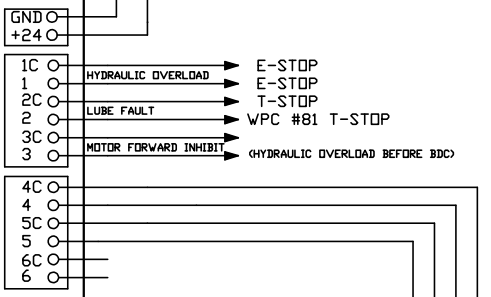 GND
+24
1C E-STOP
HYDRAULIC OVERLOAD
1 E-STOP
2C T-STOP
LUBE FAULT
2 WPC #81 T-STOP
3C
MOTOR FORWARD INHIBIT
3 (HYDRAULIC OVERLOAD BEFORE BDC)
4C
4
5C
5
6C
6